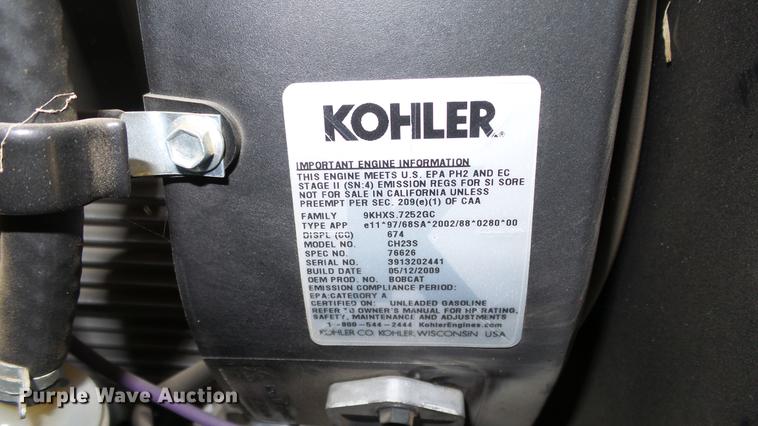 KOHLER®
IMPORTANT ENGINE INFORMATION
THIS ENGINE MEETS U.S. EPA PH2 AND EC
STAGE II (SN:4) EMISSION REGS FOR SI SORE
NOT FOR SALE IN CALIFORNIA UNLESS
PREEMPT PER SEC. 209(e)(1) OF CAA
FAMILY 9KHXS.7252GC
TYPE APP e11*97/68SA*2002/88*0280*00
DISPL (CC) 674
MODEL NO. CH23S
SPEC NO. 76626
SERIAL NO. 3913202441
BUILD DATE 05/12/2009
OEM PROD. NO. BOBCAT
EMISSION COMPLIANCE PERIOD:
EPA:CATEGORY A
CERTIFIED ON: UNLEADED GASOLINE
REFER TO OWNER'S MANUAL FOR HP RATING,
SAFETY, MAINTENANCE AND ADJUSTMENTS
1-800-544-2444 KohlerEngines.com
KOHLER CO. KOHLER, WISCONSIN USA
Purple Wave Auction